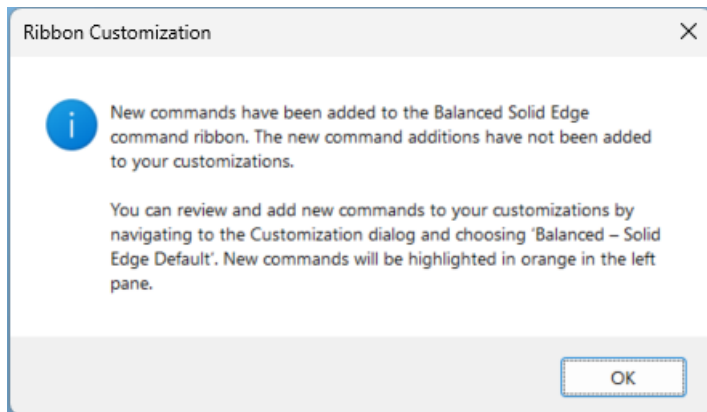 Ribbon Customization
New commands have been added to the Balanced Solid Edge
command ribbon. The new command additions have not been added
to your customizations.
You can review and add new commands to your customizations by
navigating to the Customization dialog and choosing ‘Balanced – Solid
Edge Default’. New commands will be highlighted in orange in the left
pane.
OK